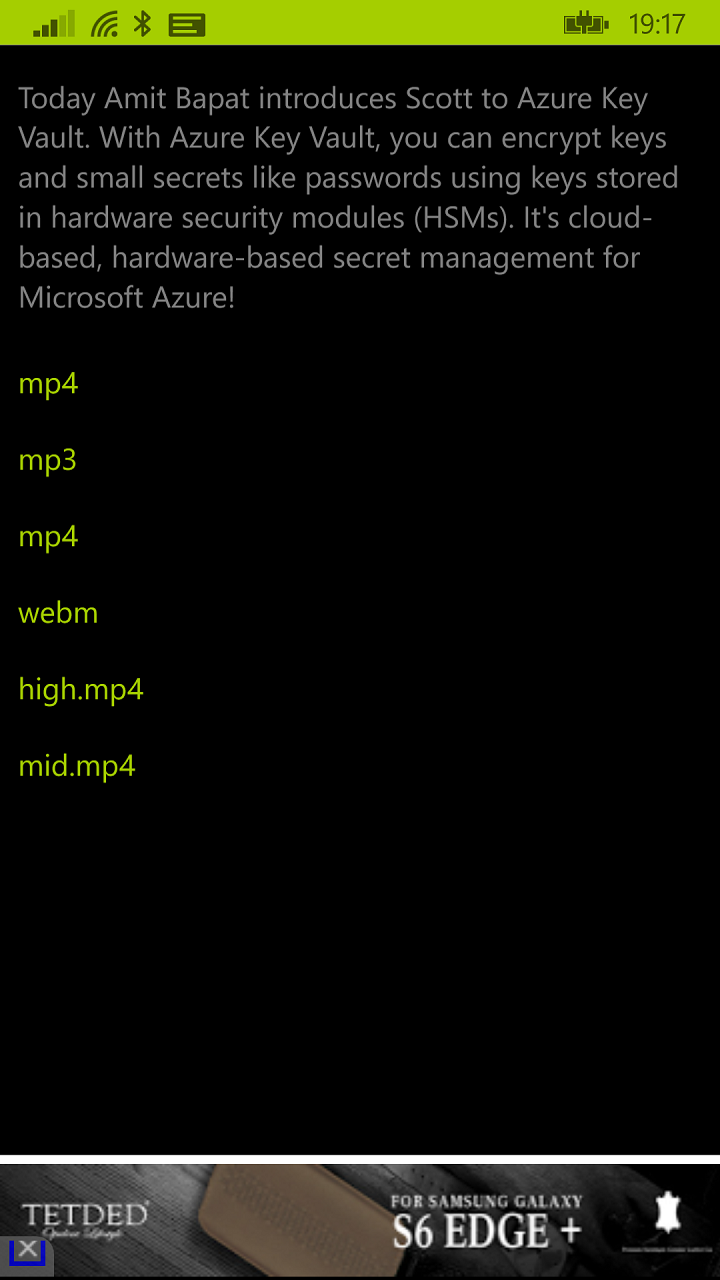 19:17
Today Amit Bapat introduces Scott to Azure Key
Vault. With Azure Key Vault, you can encrypt keys
and small secrets like passwords using keys stored
in hardware security modules (HSMs). It's cloud-
based, hardware-based secret management for
Microsoft Azure!
mp4
mp3
mp4
webm
high.mp4
mid.mp4
TETDED
FOR SAMSUNG GALAXY
S6 EDGE +